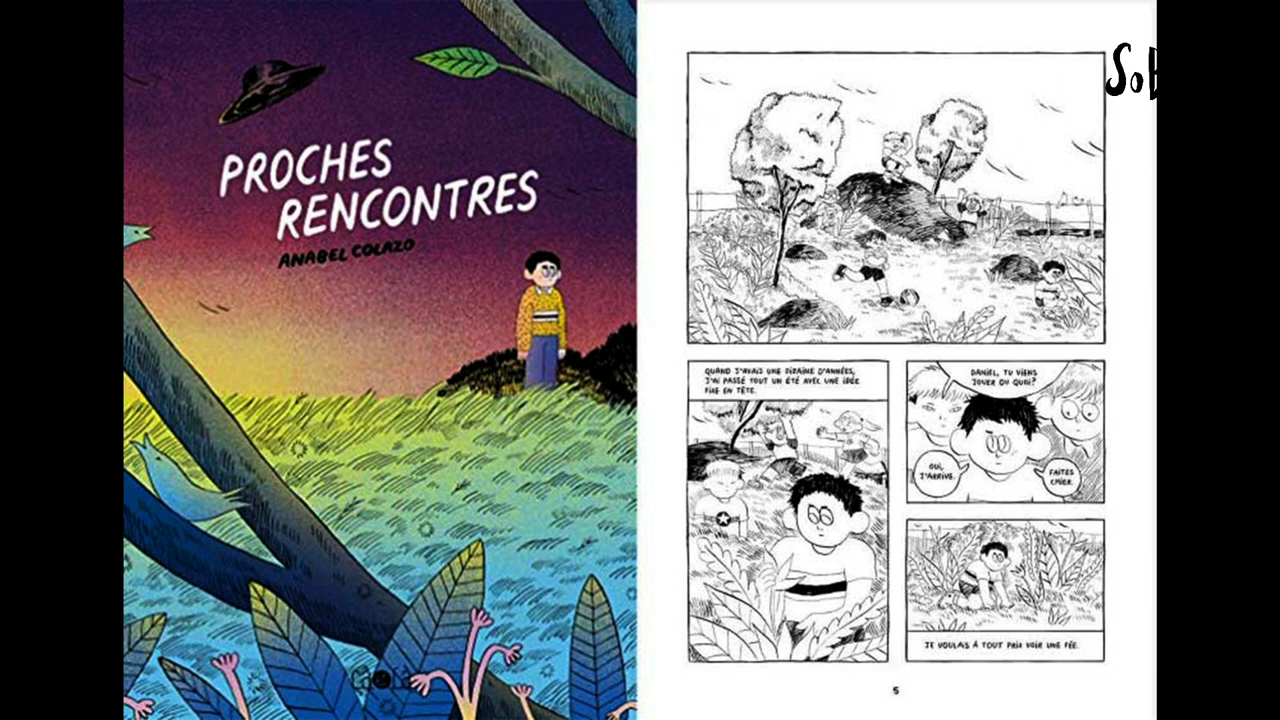 PROCHES
RENCONTRES
ANABEL COLAZO
QUAND J'AVAIS UNE DIZAINE D'ANNÉES,
J'AI PASSÉ TOUT UN ÉTÉ AVEC UNE IDÉE
FIXE EN TÊTE.
DANIEL, TU VIENS
JOUER OU QUOI?
OUI,
J'ARRIVE.
FAITES
CHIER.
JE VOULAIS À TOUT PRIX VOIR UNE FÉE.
5